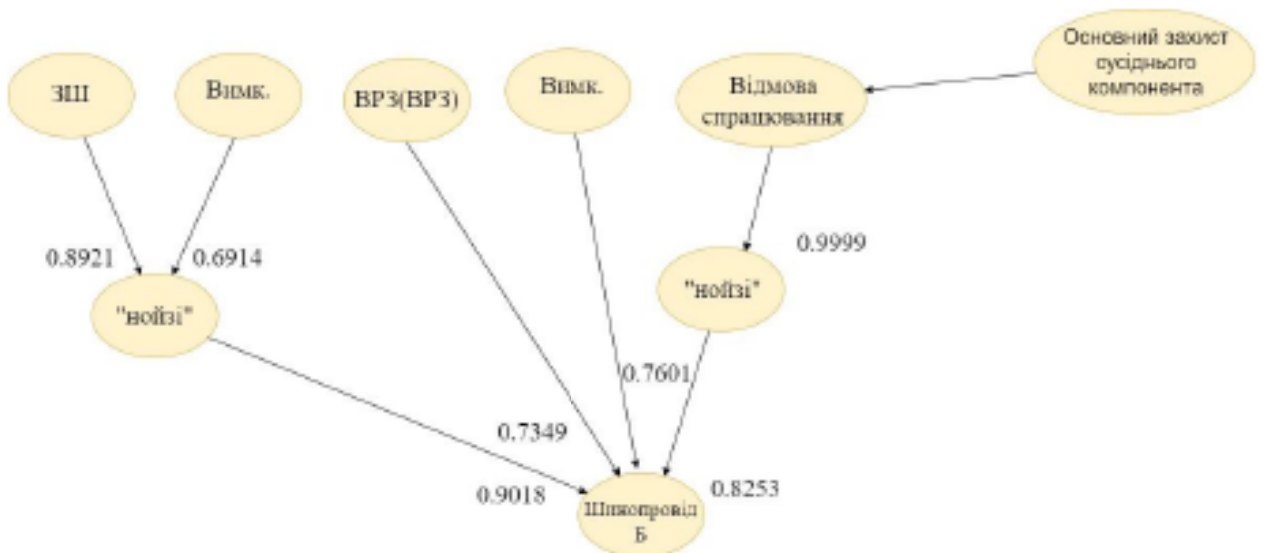 Основний захист
сусіднього
компонента
ЗШ
Вимк.
ВРЗ(ВРЗ)
Вимк.
Відмова
спрацювання
0.8921
0.6914
0.9999
"нойзі"
"нойзі"
0.7601
0.7349
0.9018
0.8253
Шинопровід
Б